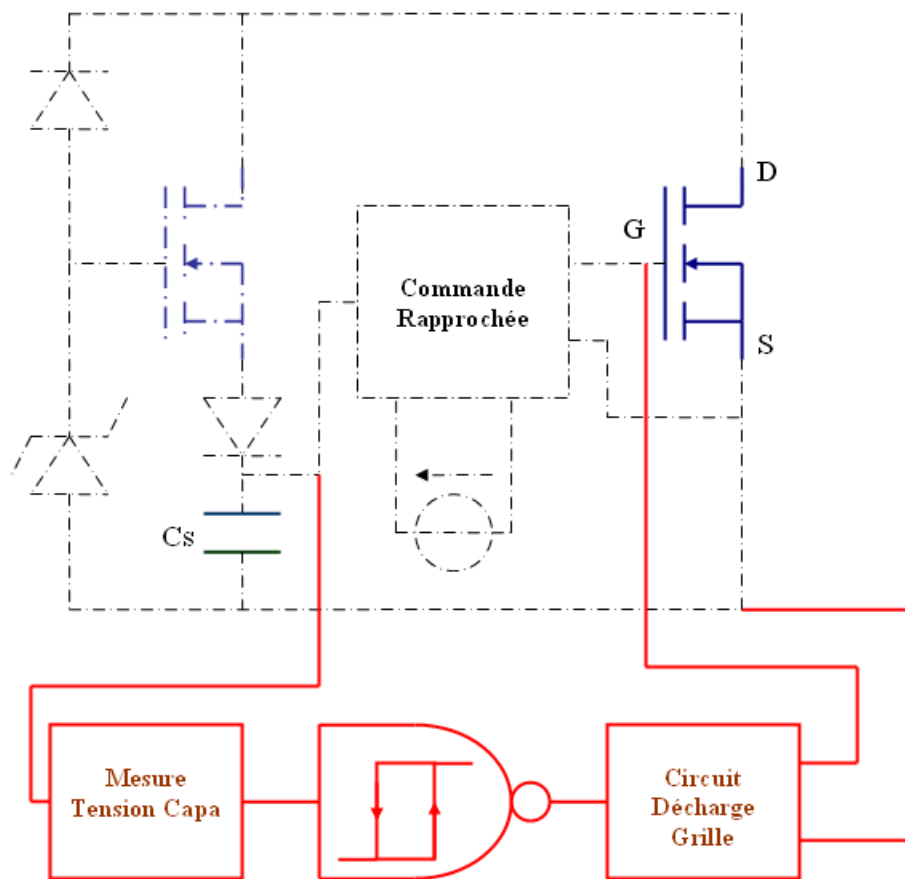 D
G
Commande
Rapprochée
S
Cs
Mesure
Tension Capa
Circuit
Décharge
Grille